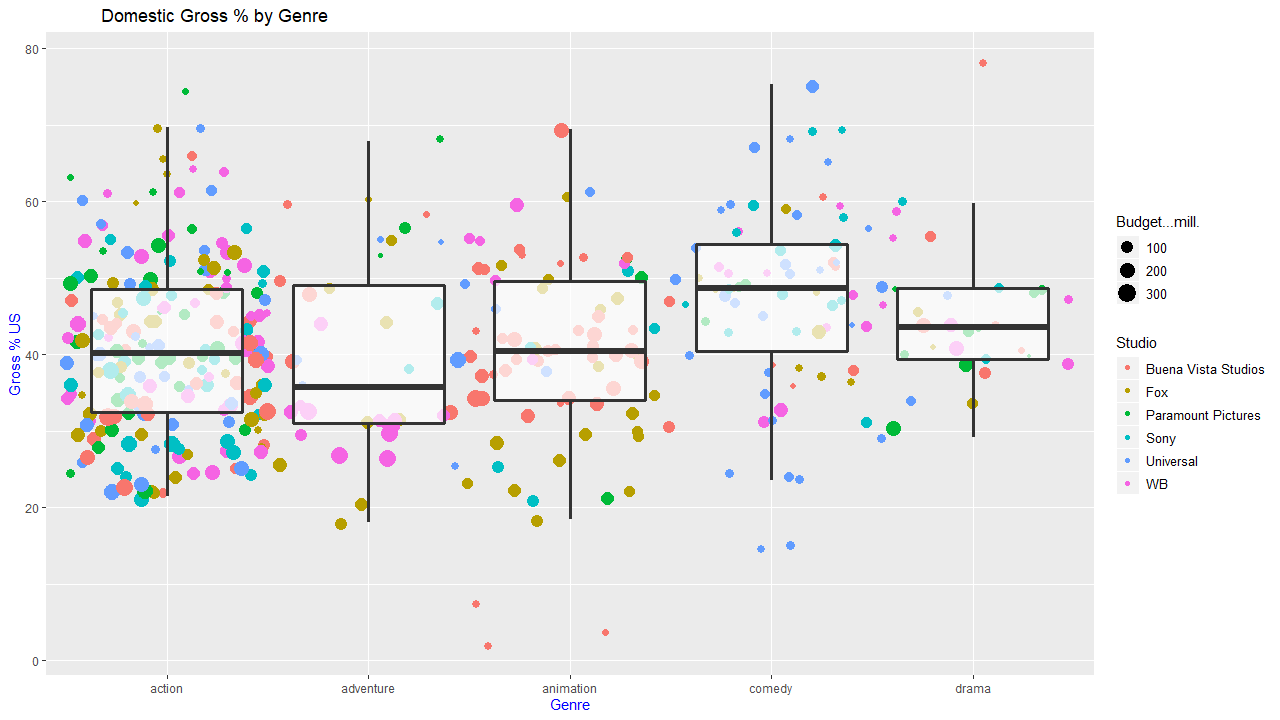 Domestic Gross % by Genre
80
60
40
20
0
Gross % US
action
adventure
animation
comedy
drama
Genre
Budget...mill.
100
200
300
Studio
Buena Vista Studios
Fox
Paramount Pictures
Sony
Universal
WB